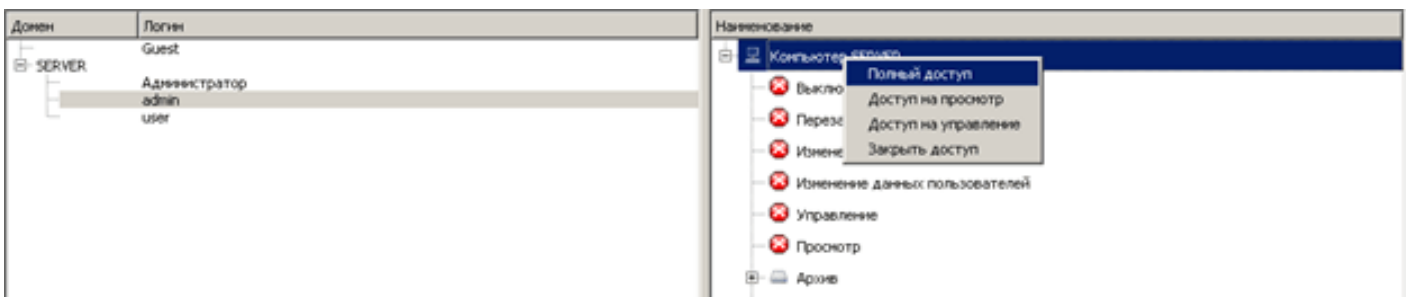 Домен Логин
Guest
SERVER
Администратор
admin
user
Наименование
Компьютер SERVER
Полный доступ
Доступ на просмотр
Доступ на управление
Закрыть доступ
Изменение данных пользователей
Управление
Просмотр
Архив